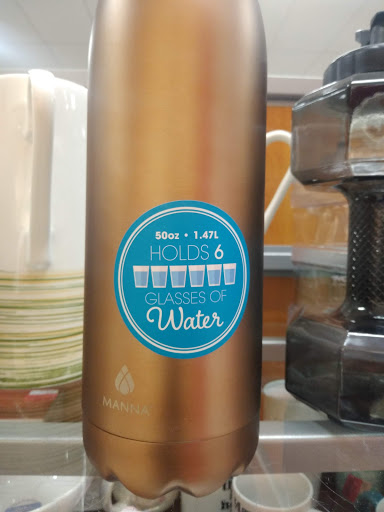 50oz • 1.47L
HOLDS 6
GLASSES OF
Water
MANNA